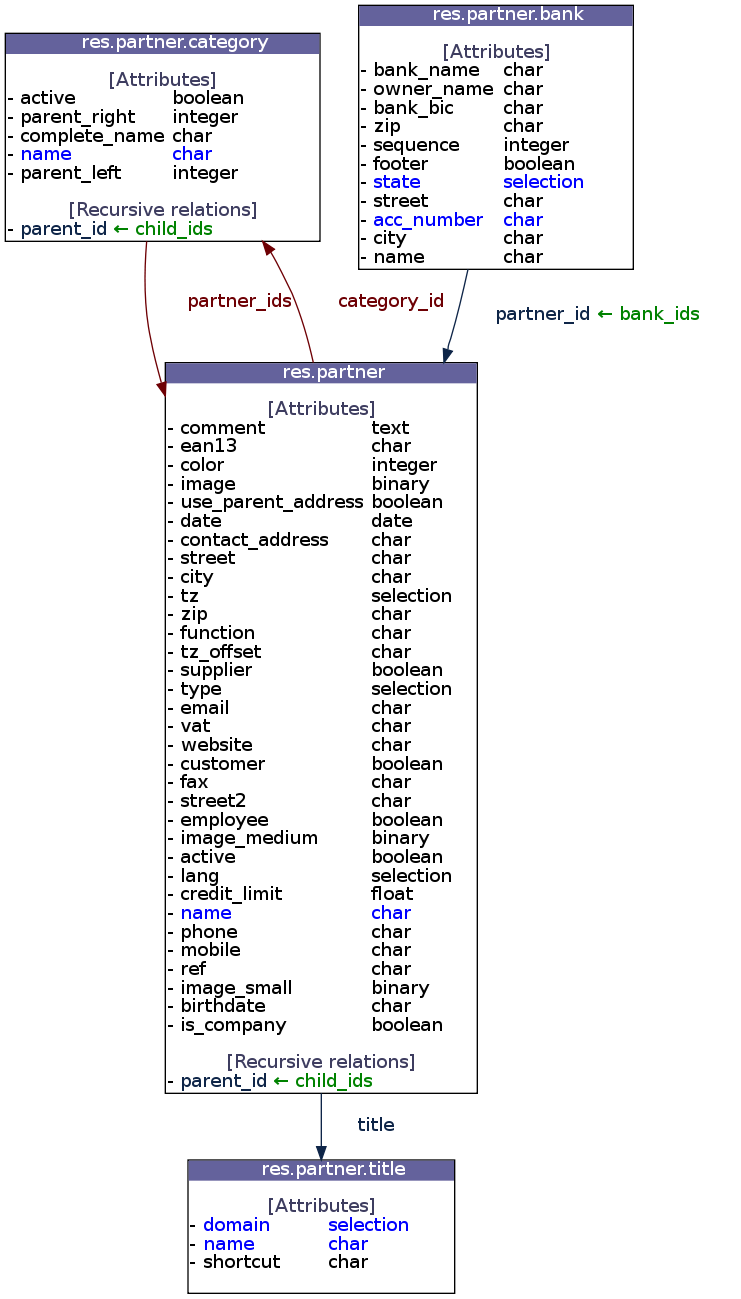 res.partner.category
[Attributes]
- active boolean
- parent_right integer
- complete_name char
- name char
- parent_left integer
[Recursive relations]
- parent_id ← child_ids
res.partner.bank
[Attributes]
- bank_name char
- owner_name char
- bank_bic char
- zip char
- sequence integer
- footer boolean
- state selection
- street char
- acc_number char
- city char
- name char
partner_ids
category_id
partner_id ← bank_ids
res.partner
[Attributes]
- comment text
- ean13 char
- color integer
- image binary
- use_parent_address boolean
- date date
- contact_address char
- street char
- city char
- tz selection
- zip char
- function char
- tz_offset char
- supplier boolean
- type selection
- email char
- vat char
- website char
- customer boolean
- fax char
- street2 char
- employee boolean
- image_medium binary
- active boolean
- lang selection
- credit_limit float
- name char
- phone char
- mobile char
- ref char
- image_small binary
- birthdate char
- is_company boolean
[Recursive relations]
- parent_id ← child_ids
title
res.partner.title
[Attributes]
- domain selection
- name char
- shortcut char